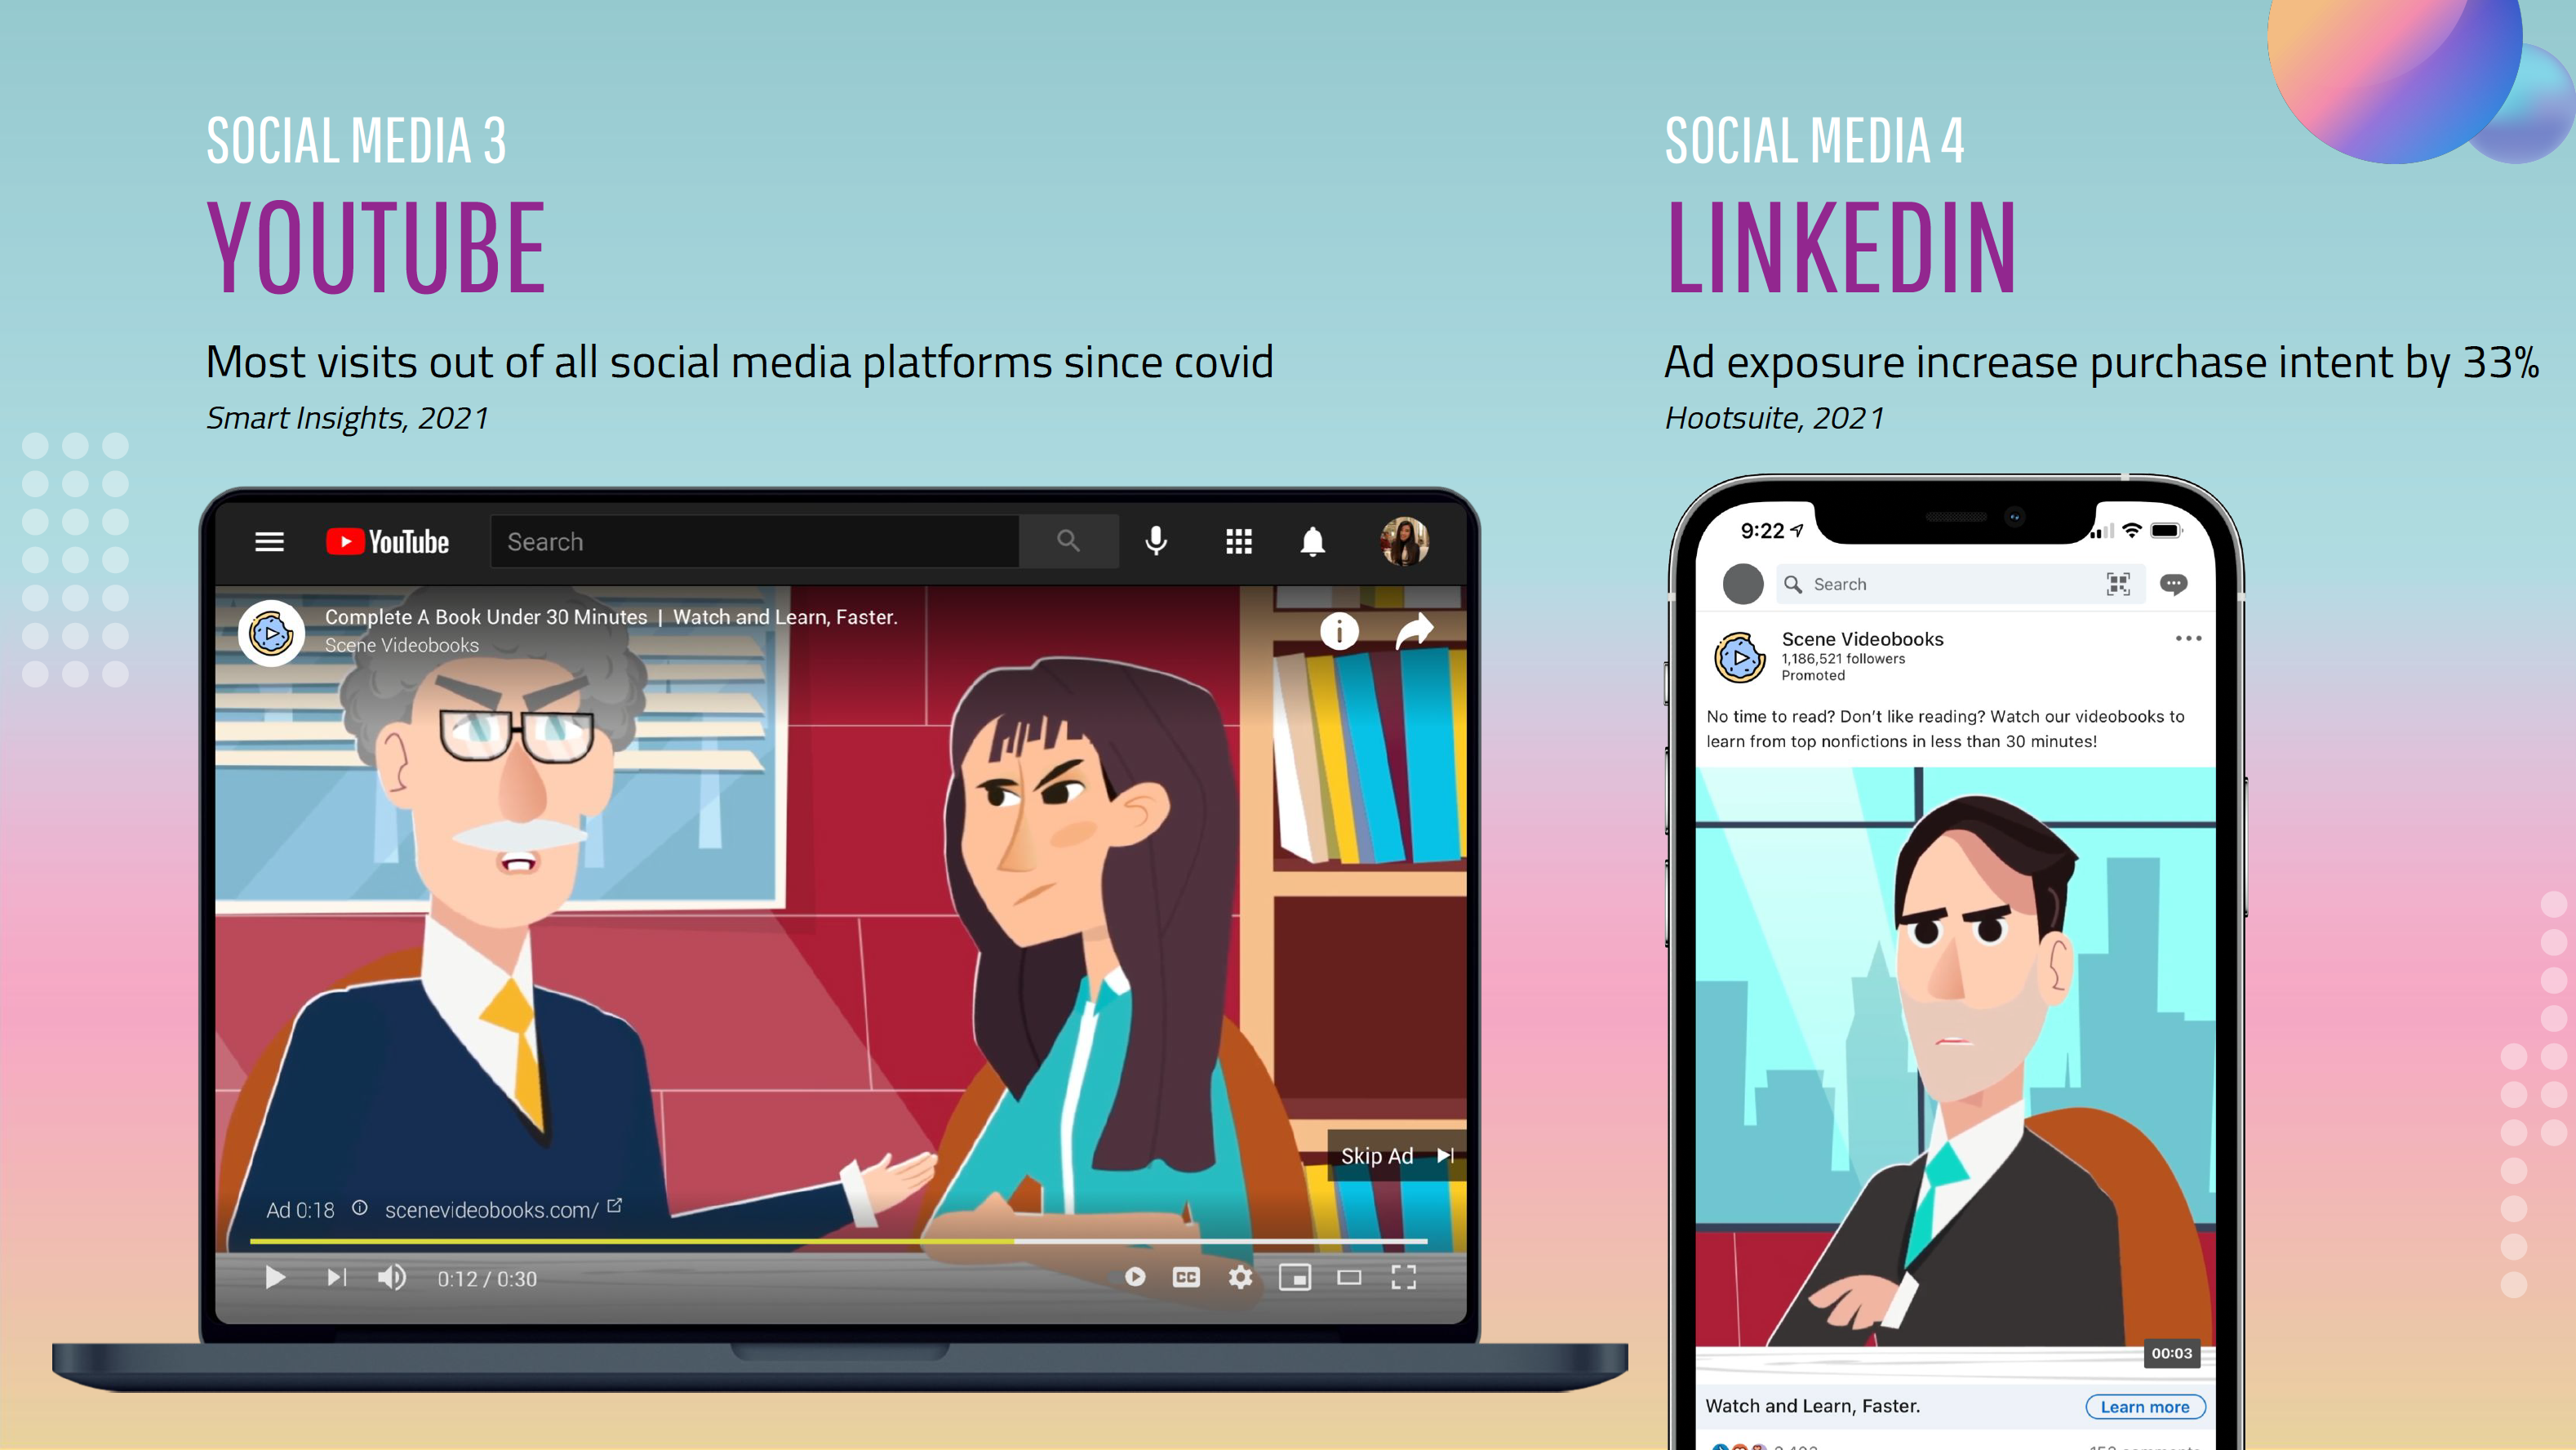 SOCIAL MEDIA 3
YOUTUBE
Most visits out of all social media platforms since covid
Smart Insights, 2021
YouTube
Search
Complete A Book Under 30 Minutes | Watch and Learn, Faster.
Scene Videobooks
Skip Ad
Ad 0:18
scenevideobooks.com/
0:12 / 0:30
CC
SOCIAL MEDIA 4
LINKEDIN
Ad exposure increase purchase intent by 33%
Hootsuite, 2021
9:22
Search
Scene Videobooks
1,186,521 followers
Promoted
No time to read? Don't like reading? Watch our videobooks to
learn from top nonfictions in less than 30 minutes!
00:03
Watch and Learn, Faster.
Learn more